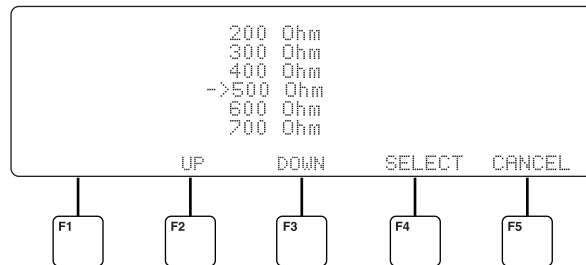 200 Ohm
300 Ohm
400 Ohm
->500 Ohm
600 Ohm
700 Ohm
UP DOWN SELECT CANCEL
F1 F2 F3 F4 F5